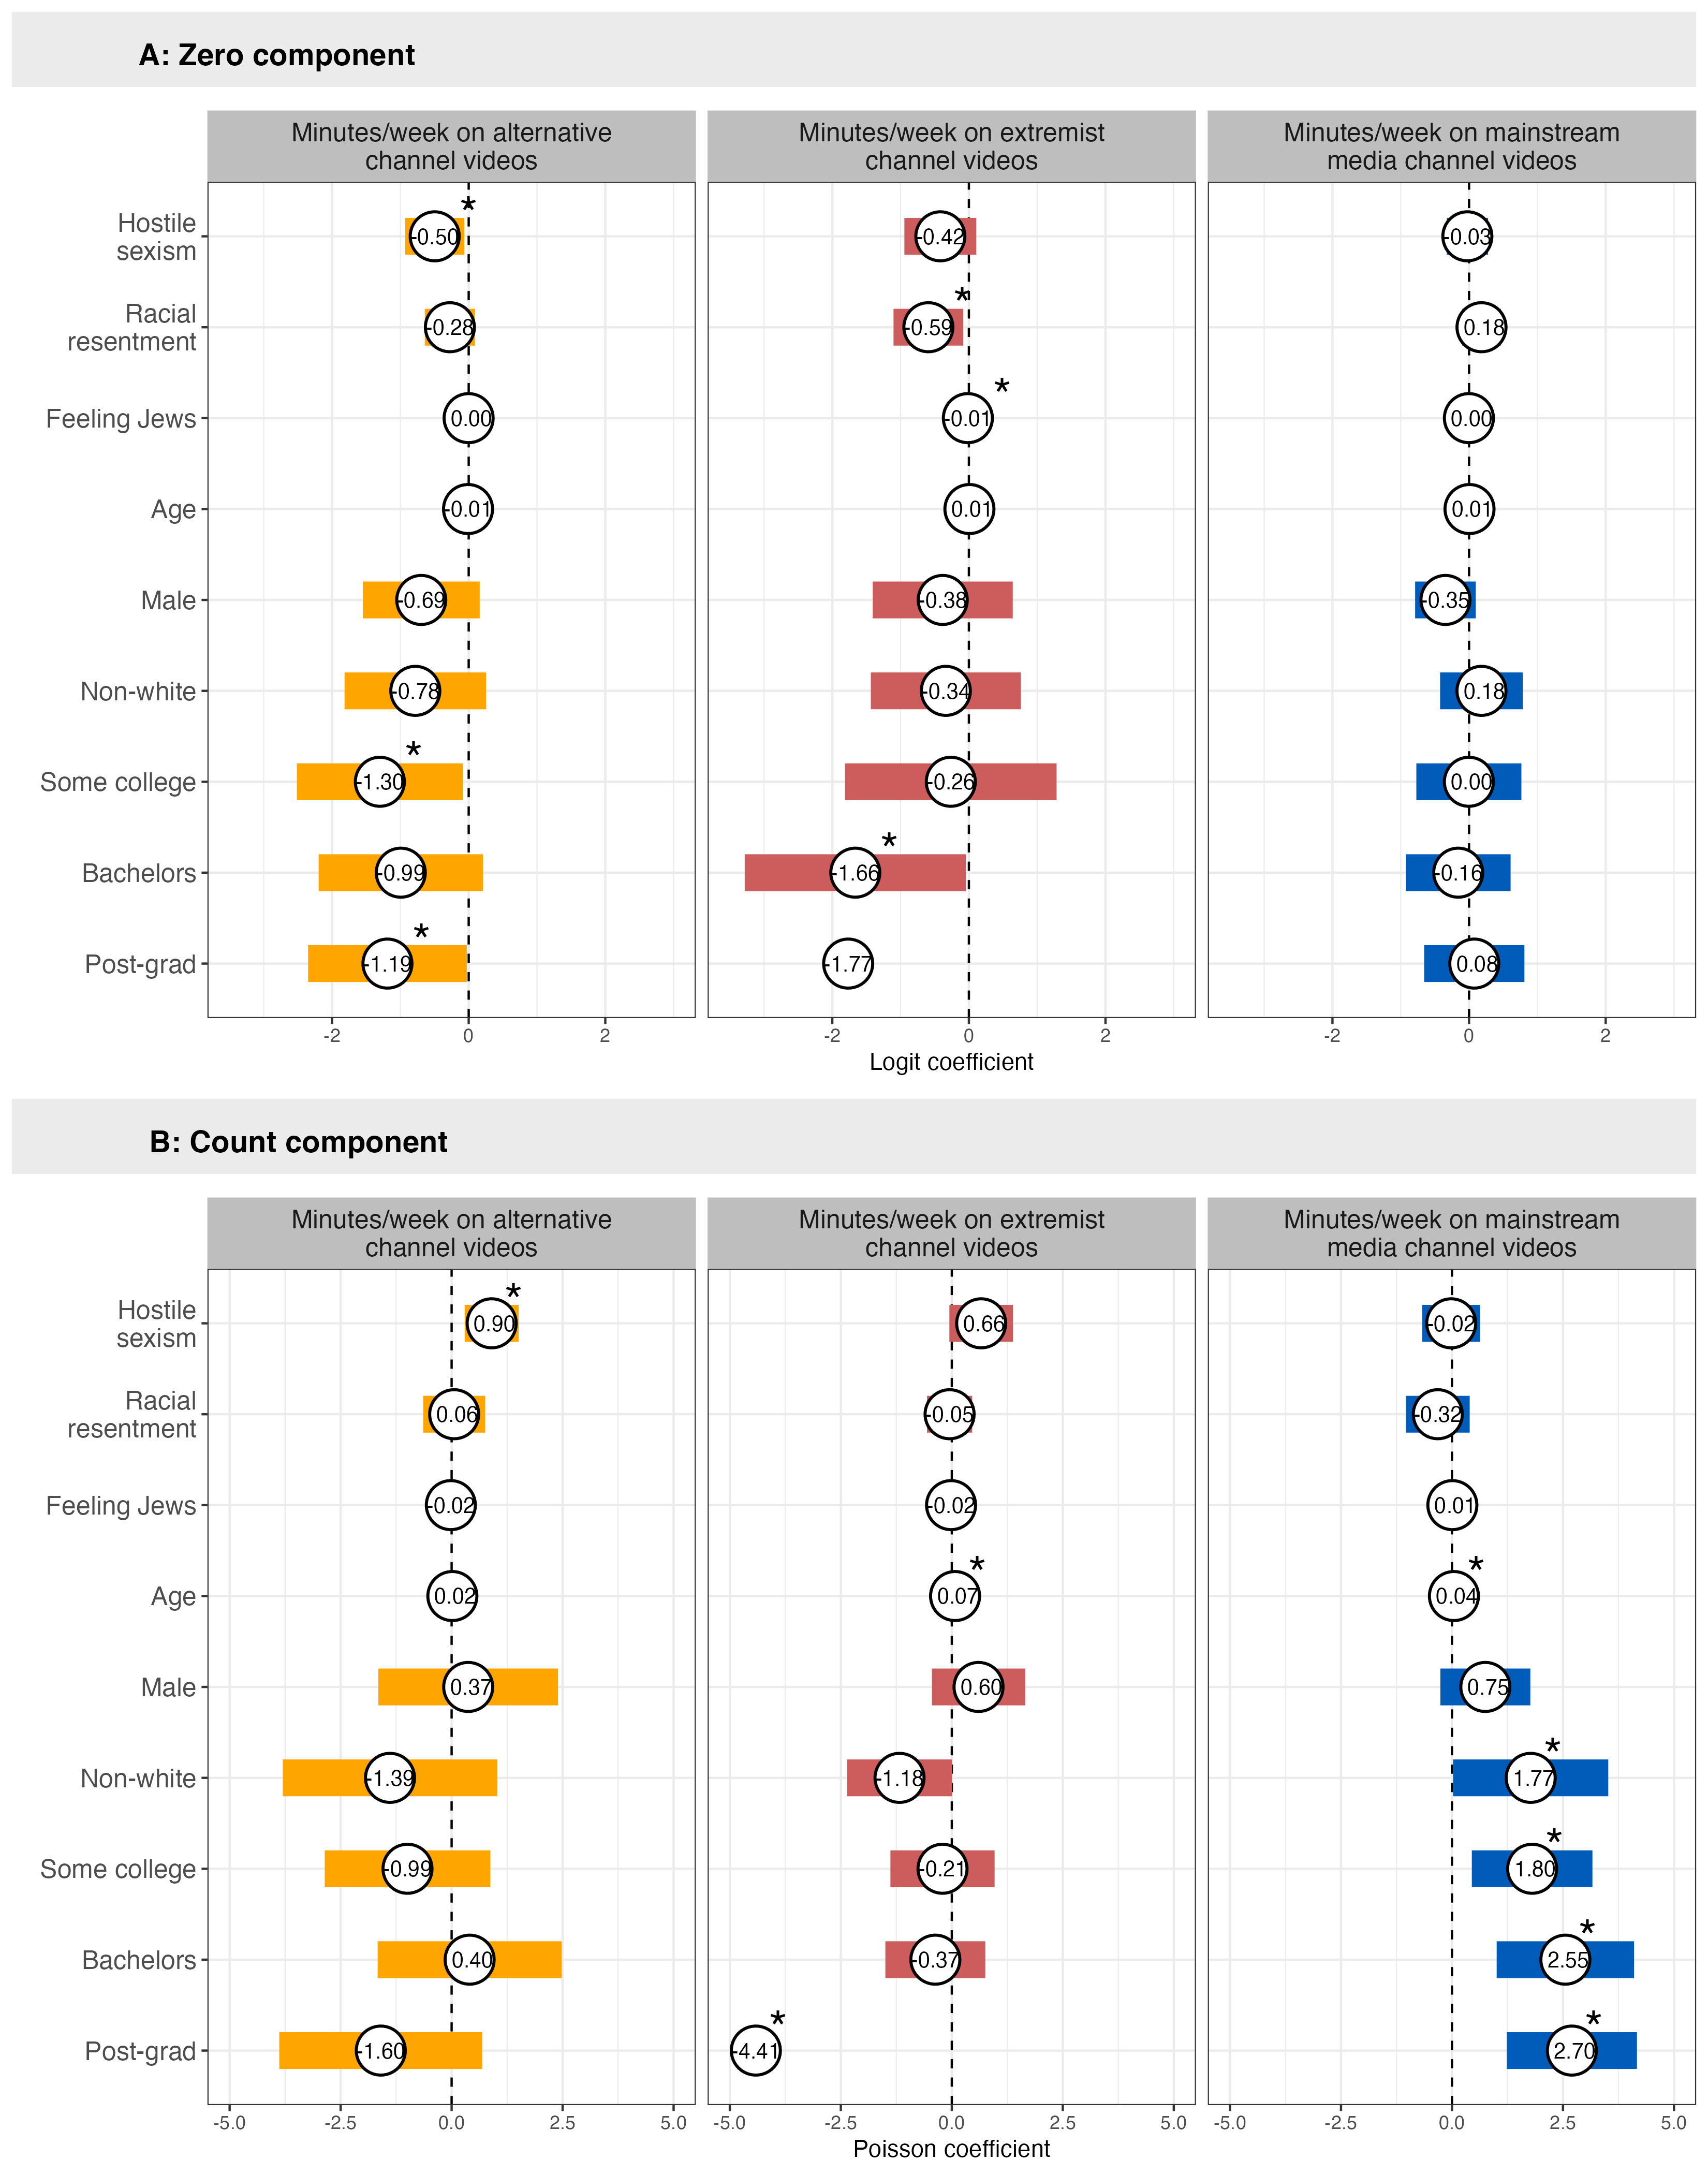 A: Zero component
Minutes/week on alternative
channel videos
Minutes/week on extremist
channel videos
Minutes/week on mainstream
media channel videos
Hostile
sexism
* -0.50 -0.42 -0.03
Racial
resentment
-0.28 * -0.59 0.18
Feeling Jews 0.00 * -0.01 0.00
Age -0.01 0.01 0.01
Male -0.69 -0.38 -0.35
Non-white -0.78 -0.34 0.18
Some college * -1.30 -0.26 0.00
Bachelors -0.99 * -1.66 -0.16
Post-grad * -1.19 -1.77 0.08
-2 0 2 -2 0 2 -2 0 2
Logit coefficient
B: Count component
Minutes/week on alternative
channel videos
Minutes/week on extremist
channel videos
Minutes/week on mainstream
media channel videos
Hostile
sexism
* 0.90 0.66 -0.02
Racial
resentment
0.06 -0.05 -0.32
Feeling Jews -0.02 -0.02 0.01
Age 0.02 * 0.07 * 0.04
Male 0.37 0.60 0.75
Non-white -1.39 -1.18 * 1.77
Some college -0.99 -0.21 * 1.80
Bachelors 0.40 -0.37 * 2.55
Post-grad -1.60 * -4.41 * 2.70
-5.0 -2.5 0.0 2.5 5.0 -5.0 -2.5 0.0 2.5 5.0 -5.0 -2.5 0.0 2.5 5.0
Poisson coefficient